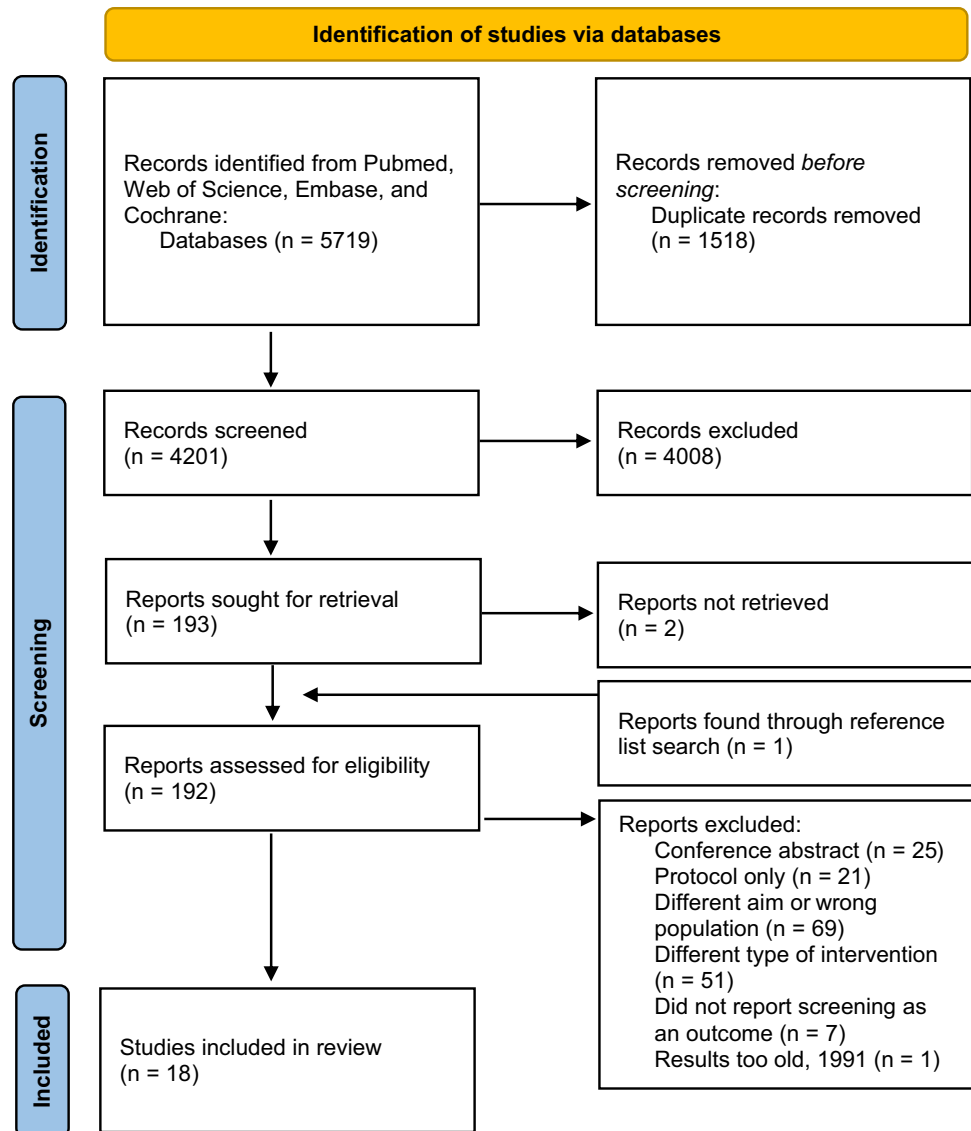 Identification of studies via databases
Identification
Records identified from Pubmed,
Web of Science, Embase, and
Cochrane:
Databases (n = 5719)
Records removed before
screening:
Duplicate records removed
(n = 1518)
Screening
Records screened
(n = 4201)
Records excluded
(n = 4008)
Reports sought for retrieval
(n = 193)
Reports not retrieved
(n = 2)
Reports found through reference
list search (n = 1)
Reports assessed for eligibility
(n = 192)
Reports excluded:
Conference abstract (n = 25)
Protocol only (n = 21)
Different aim or wrong
population (n = 69)
Different type of intervention
(n = 51)
Did not report screening as
an outcome (n = 7)
Results too old, 1991 (n = 1)
Included
Studies included in review
(n = 18)